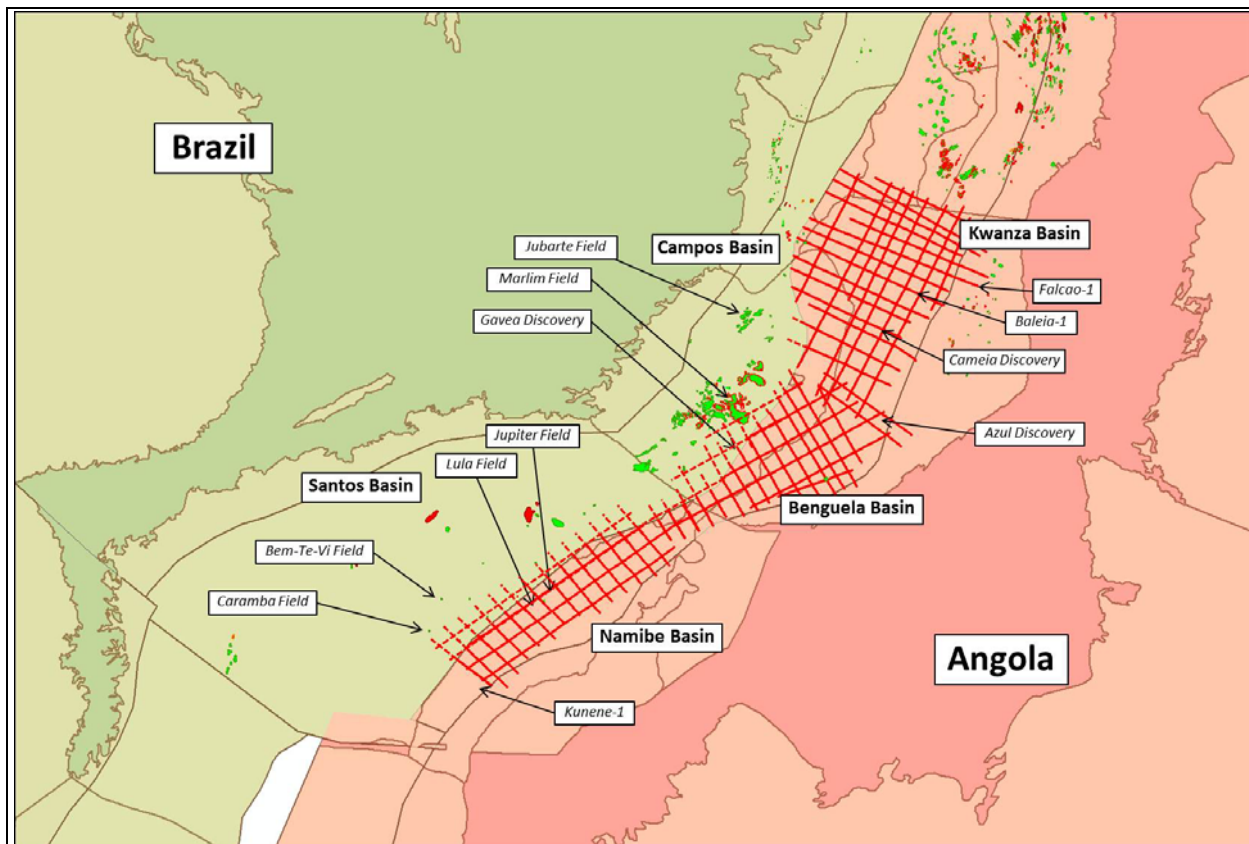 Brazil
Jubarte Field
Campos Basin
Kwanza Basin
Marlim Field
Falcao-1
Gavea Discovery
Baleia-1
Cameia Discovery
Jupiter Field
Azul Discovery
Lula Field
Santos Basin
Benguela Basin
Bem-Te-Vi Field
Caramba Field
Namibe Basin
Angola
Kunene-1